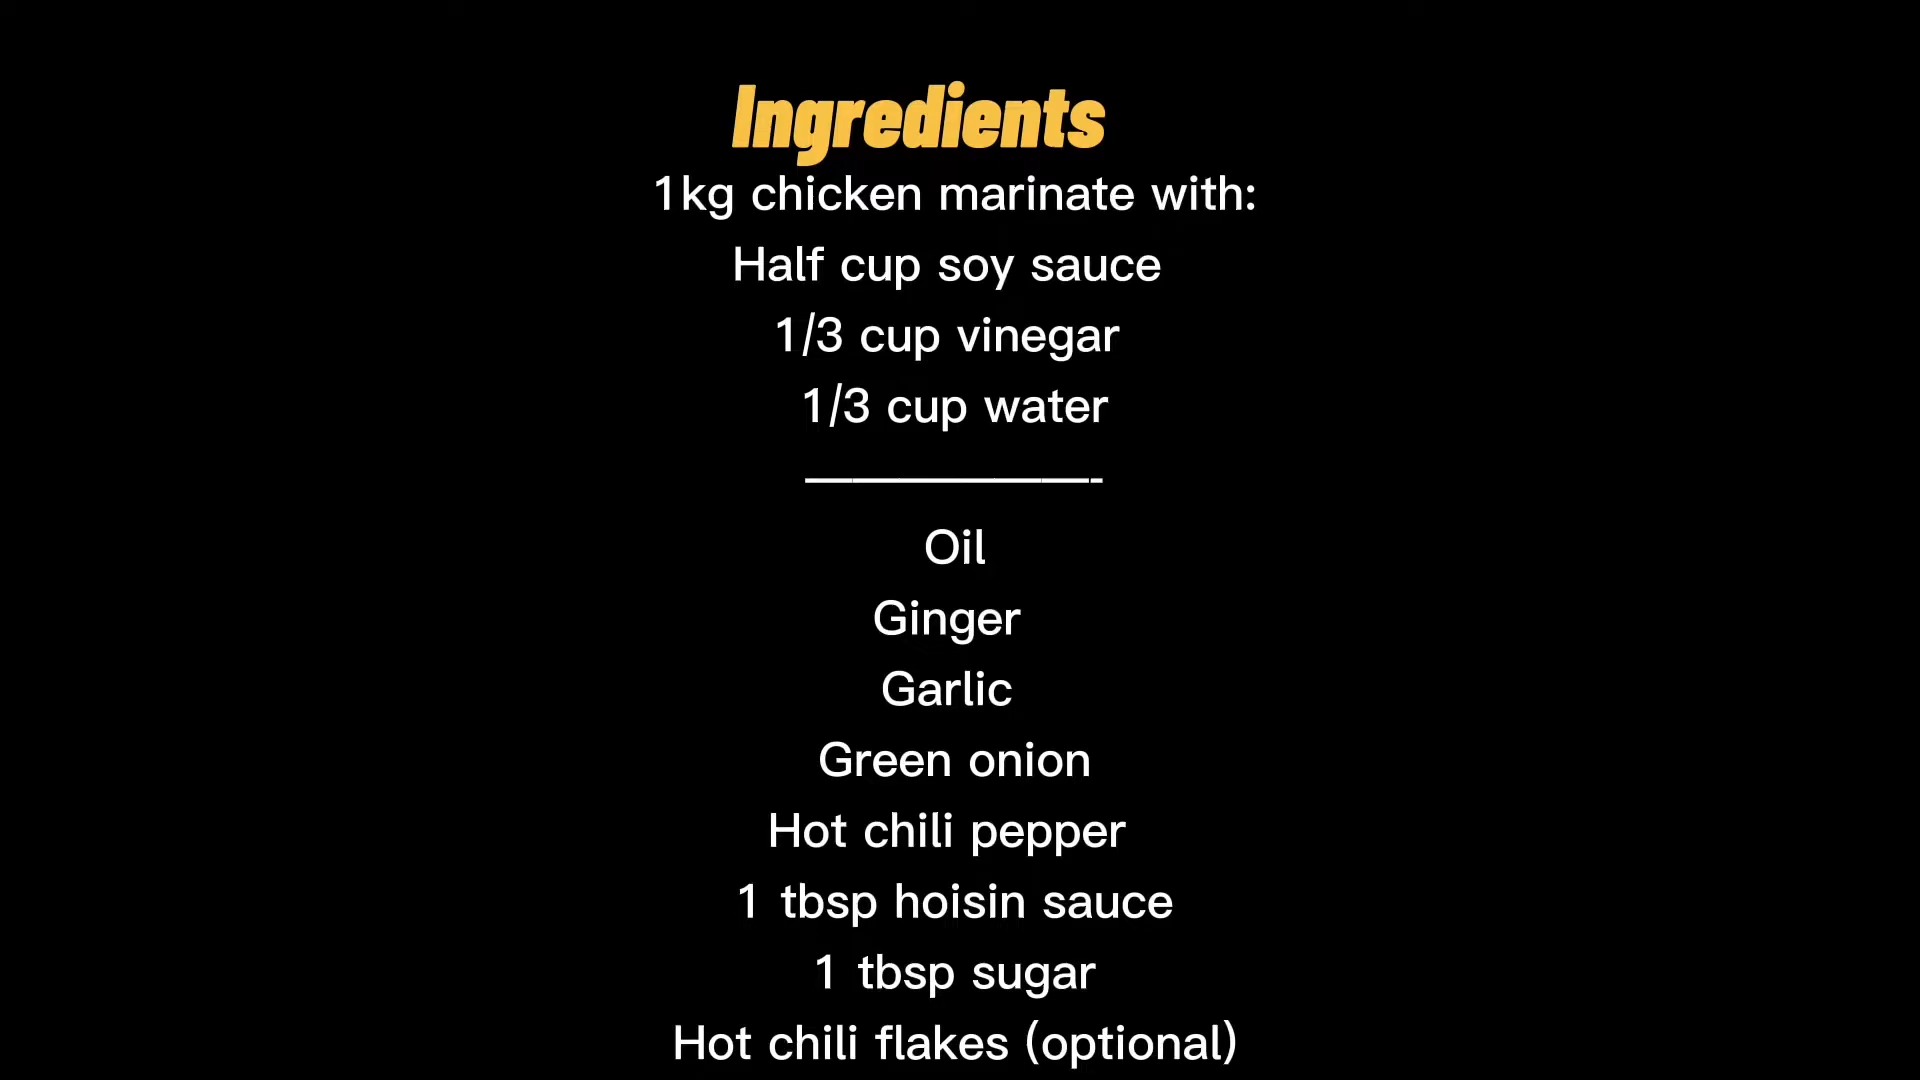 Ingredients
1kg chicken marinate with:
Half cup soy sauce
1/3 cup vinegar
1/3 cup water
——————-
Oil
Ginger
Garlic
Green onion
Hot chili pepper
1 tbsp hoisin sauce
1 tbsp sugar
Hot chili flakes (optional)